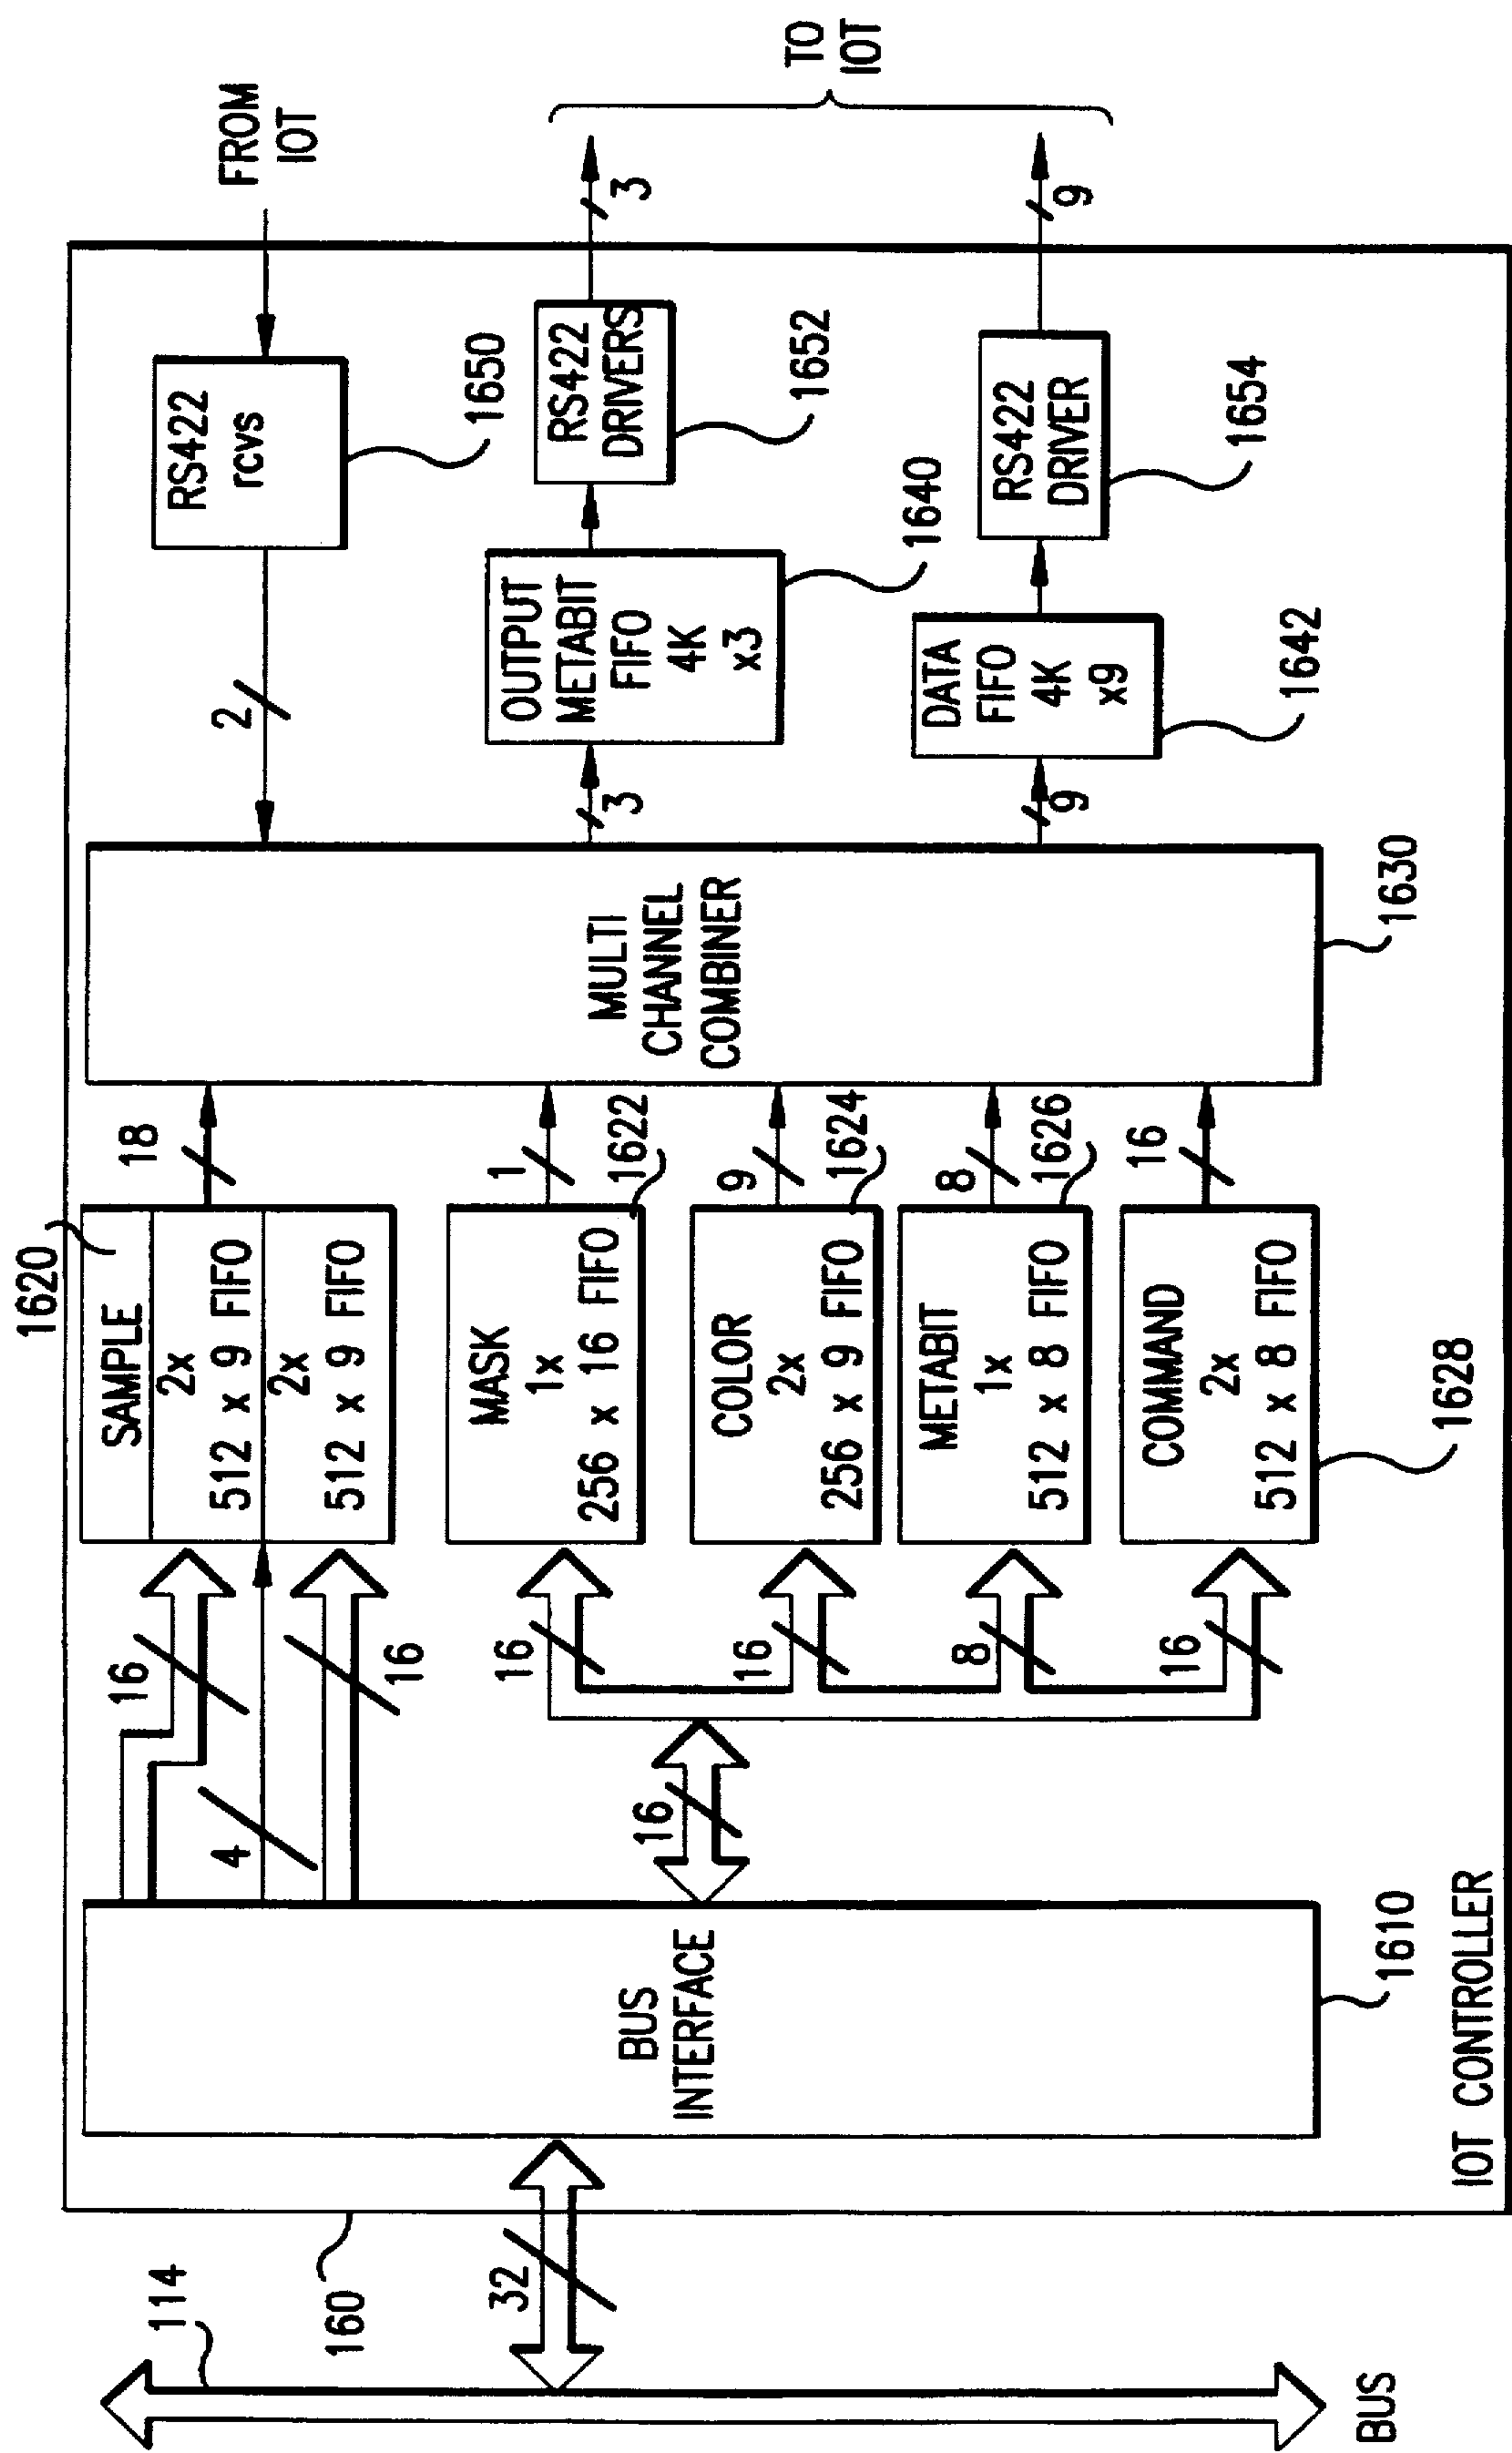 114
BUS
32
160
BUS
INTERFACE
1610
IOT CONTROLLER
16
4
16
16
16
16
8
16
1620
SAMPLE
2x
512 x 9 FIFO
2x
512 x 9 FIFO
18
MASK
1x
256 x 16 FIFO
1
1622
COLOR
2x
256 x 9 FIFO
9
1624
METABIT
1x
512 x 8 FIFO
8
1626
COMMAND
2x
512 x 8 FIFO
16
1628
MULTI
CHANNEL
COMBINER
1630
2
RS422
rcvs
1650
FROM
IOT
3
OUTPUT
METABIT
FIFO
4K
x3
1640
RS422
DRIVERS
1652
3
9
DATA
FIFO
4K
x9
1642
RS422
DRIVER
1654
9
TO
IOT